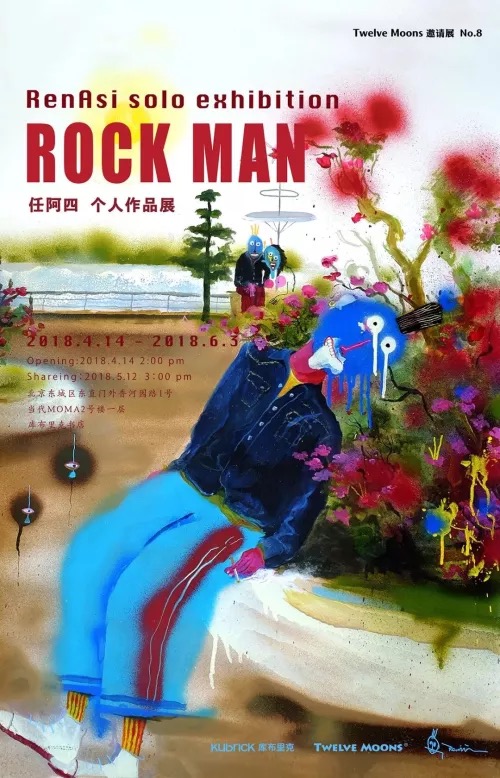 Twelve Moons 邀请展 No.8
RenAsi solo exhibition
ROCK MAN
任阿四 个人作品展
2018.4.14 - 2018.6.3
Opening:2018.4.14 2:00 pm
Shareing:2018.5.12 3:00 pm
北京东城区东直门外香河园路1号
当代MOMA2号楼一层
库布里克书店
KUBRICK 库布里克 TWELVE MOONS®